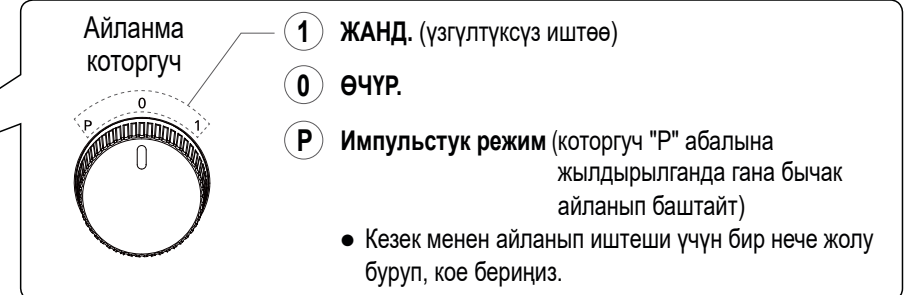 Айланма
которгуч
P
0
1
1 ЖАНД. (үзгүлтүксүз иштөө)
0 ӨЧҮР.
P Импульстук режим (которгуч "P" абалына
жылдырылганда гана бычак
айланып баштайт)
● Кезек менен айланып иштеши үчүн бир нече жолу
буруп, кое бериңиз.